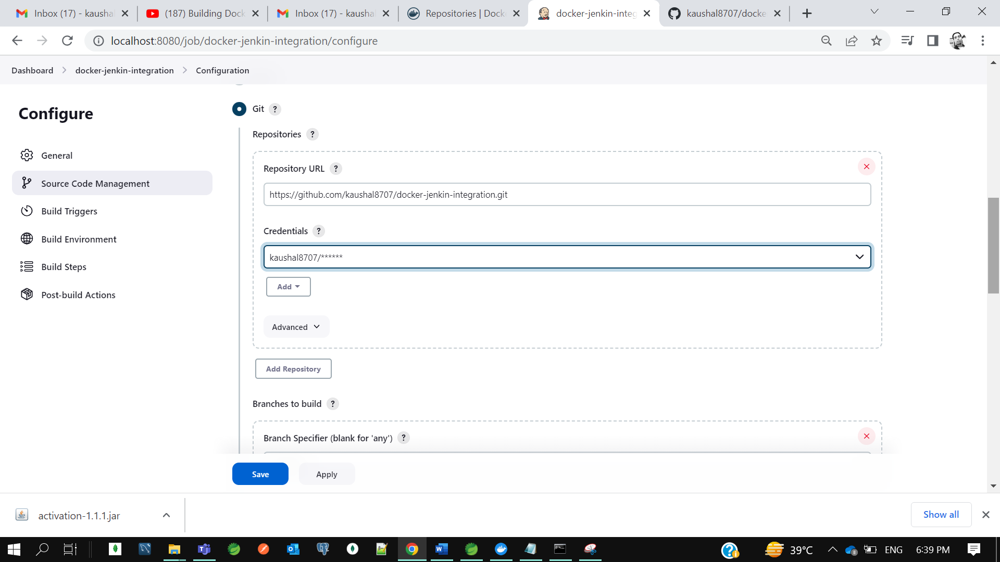 Inbox (17) - kausha
(187) Building Dock
Inbox (17) - kausha
Repositories | Dock
docker-jenkin-integ
kaushal8707/docke
localhost:8080/job/docker-jenkin-integration/configure
Dashboard
docker-jenkin-integration
Configuration
Configure
General
Source Code Management
Build Triggers
Build Environment
Build Steps
Post-build Actions
Git ?
Repositories ?
Repository URL ?
https://github.com/kaushal8707/docker-jenkin-integration.git
Credentials ?
kaushal8707/******
Add
Advanced
Add Repository
Branches to build ?
Branch Specifier (blank for 'any') ?
Save
Apply
activation-1.1.1.jar
Show all
39°C
ENG
6:39 PM